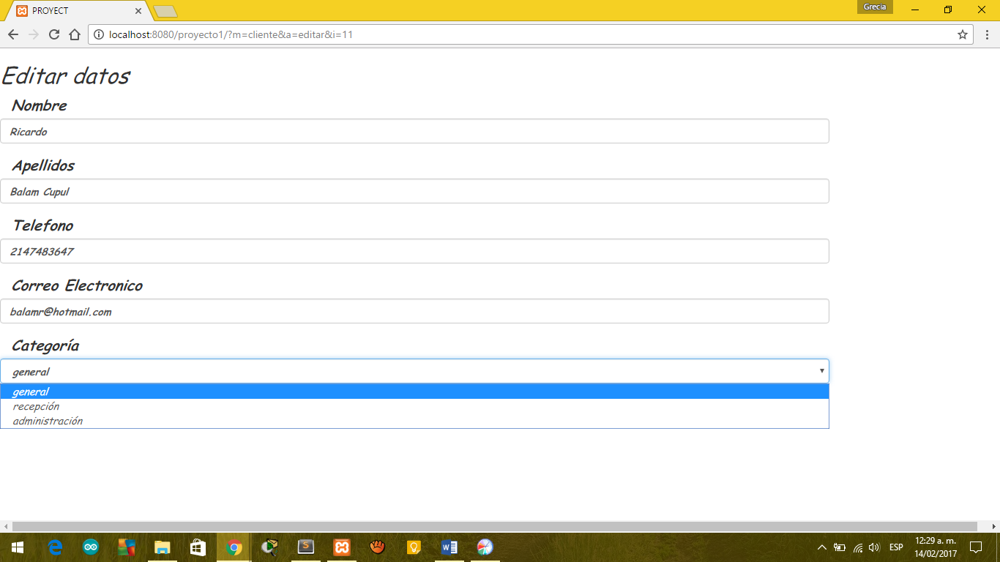 PROYECT
Grecia
localhost:8080/proyecto1/?m=cliente&a=editar&i=11
Editar datos
Nombre
Ricardo
Apellidos
Balam Cupul
Telefono
2147483647
Correo Electronico
balamr@hotmail.com
Categoría
general
general
recepción
administración
ESP
12:29 a. m.
14/02/2017